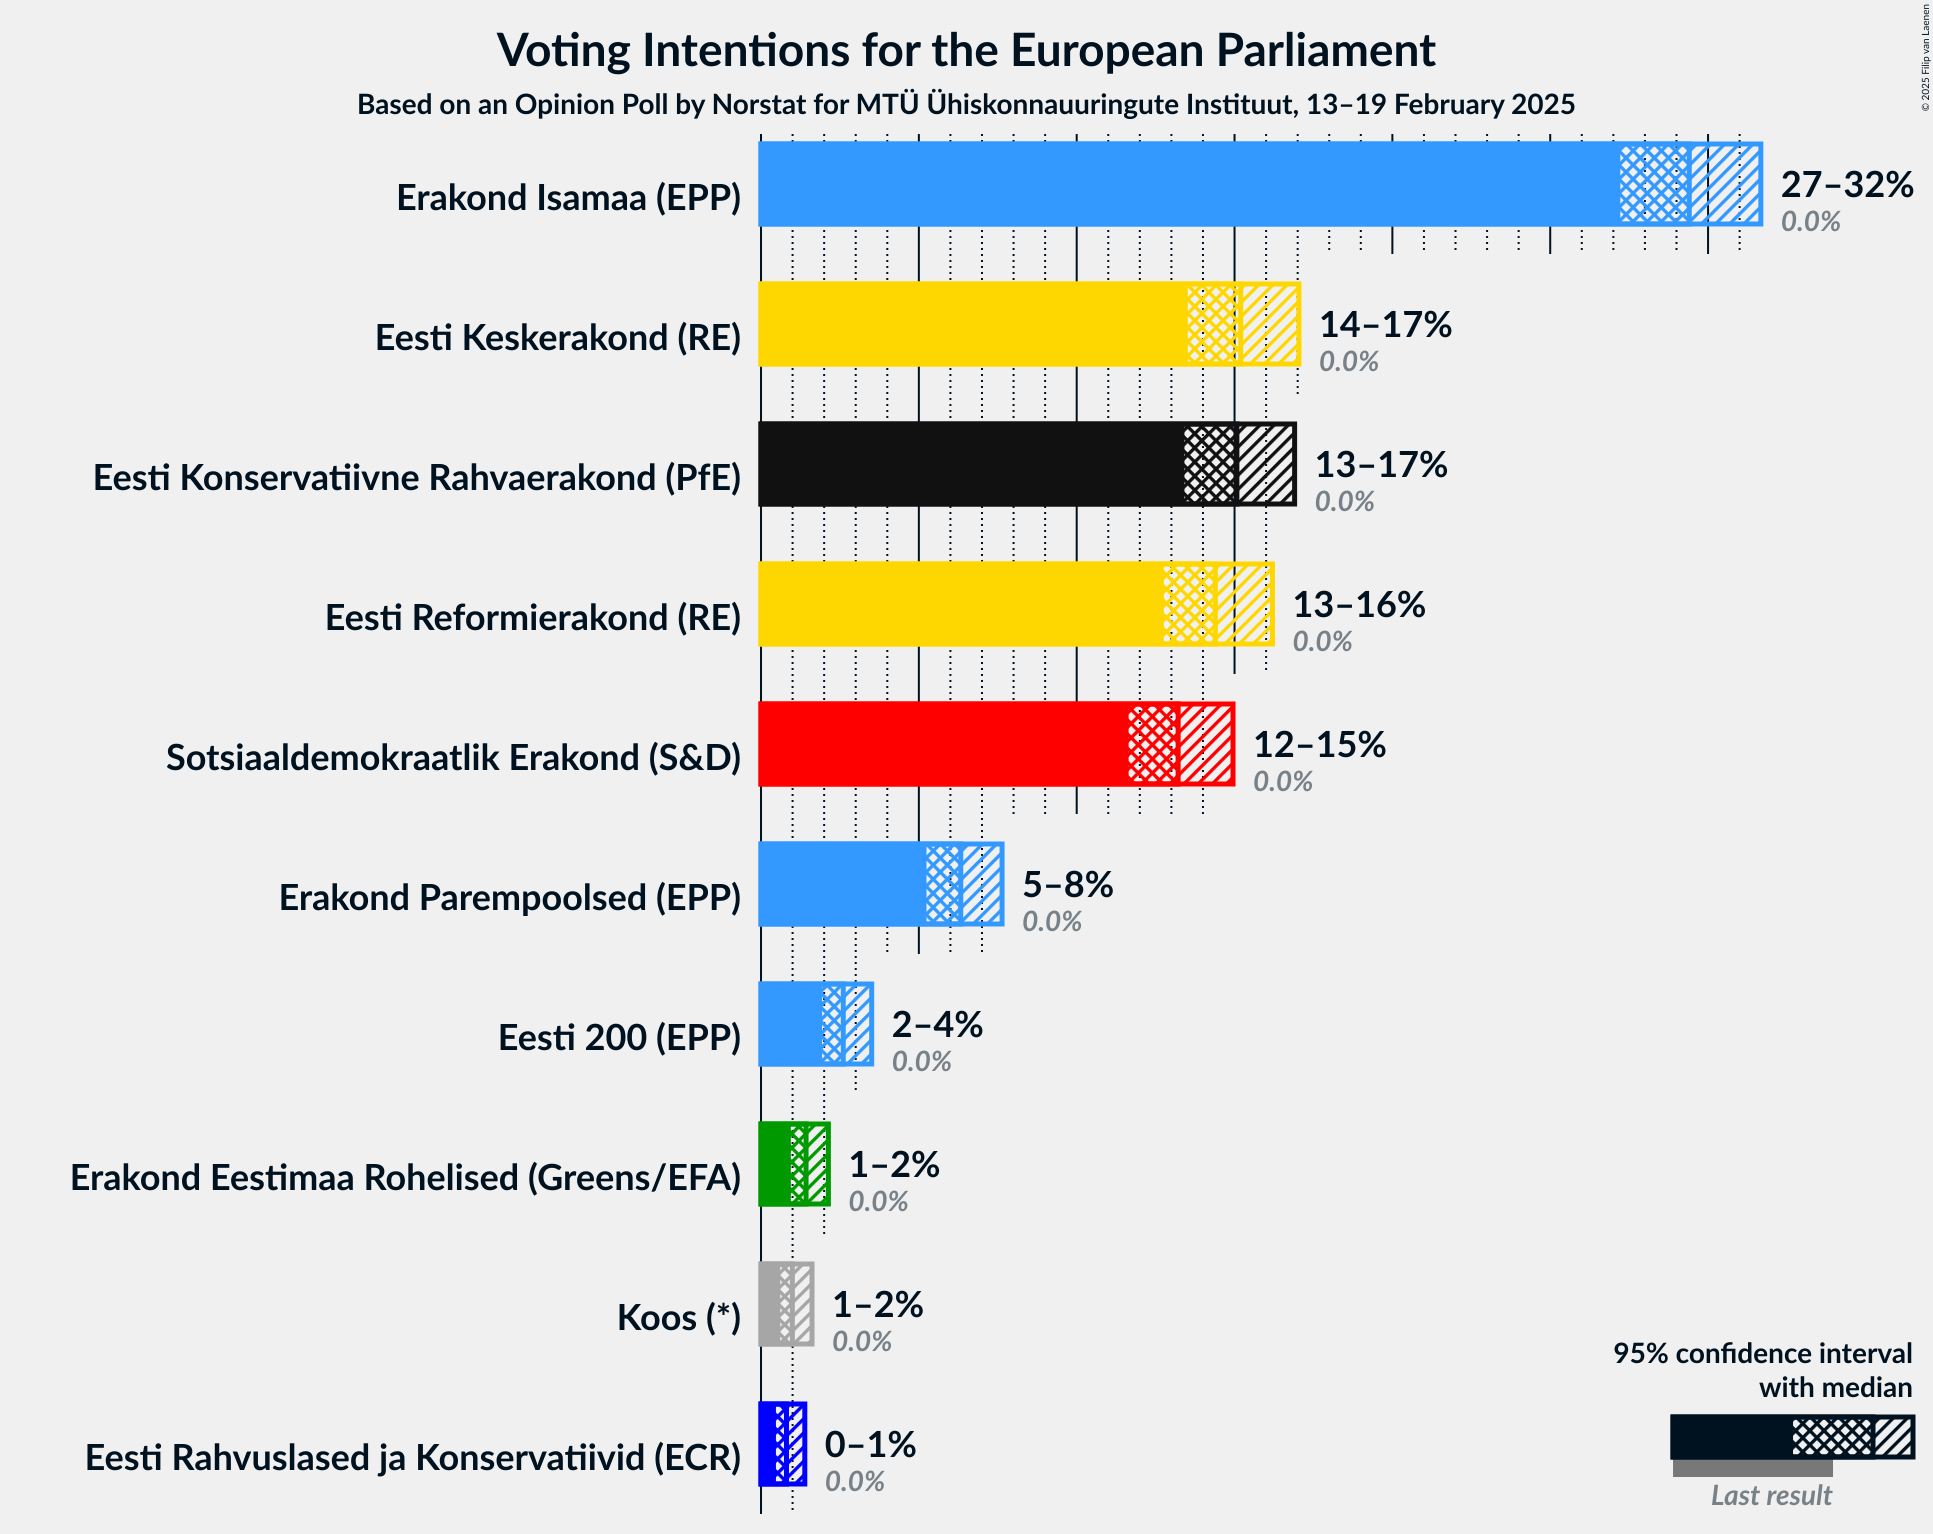 Voting Intentions for the European Parliament
Based on an Opinion Poll by Norstat for MTÜ Ühiskonnauuringute Instituut, 13–19 February 2025
© 2025 Filip van Laenen
Erakond Isamaa (EPP)
27–32%
0.0%
Eesti Keskerakond (RE)
14–17%
0.0%
Eesti Konservatiivne Rahvaerakond (PfE)
13–17%
0.0%
Eesti Reformierakond (RE)
13–16%
0.0%
Sotsiaaldemokraatlik Erakond (S&D)
12–15%
0.0%
Erakond Parempoolsed (EPP)
5–8%
0.0%
Eesti 200 (EPP)
2–4%
0.0%
Erakond Eestimaa Rohelised (Greens/EFA)
1–2%
0.0%
Koos (*)
1–2%
0.0%
Eesti Rahvuslased ja Konservatiivid (ECR)
0–1%
0.0%
95% confidence interval
with median
Last result